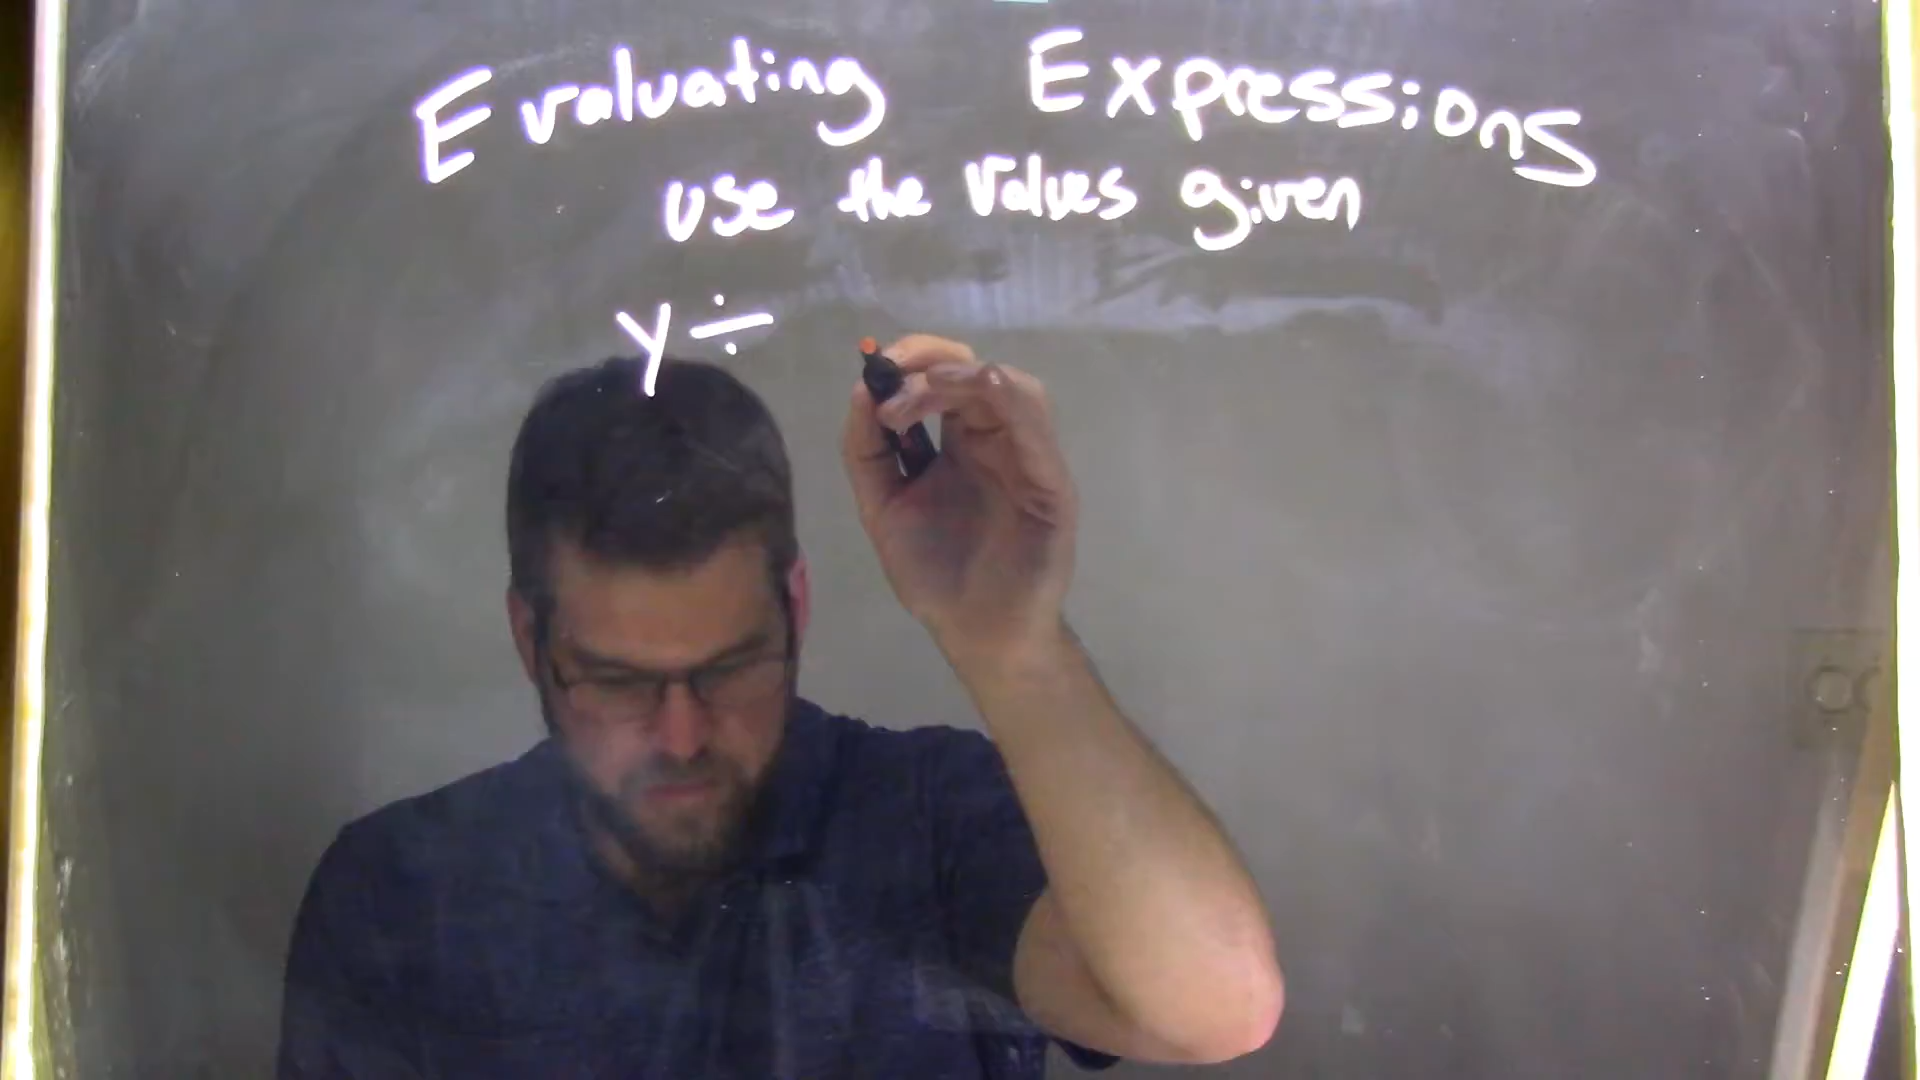 Evaluating Expressions
use the values given
y ÷